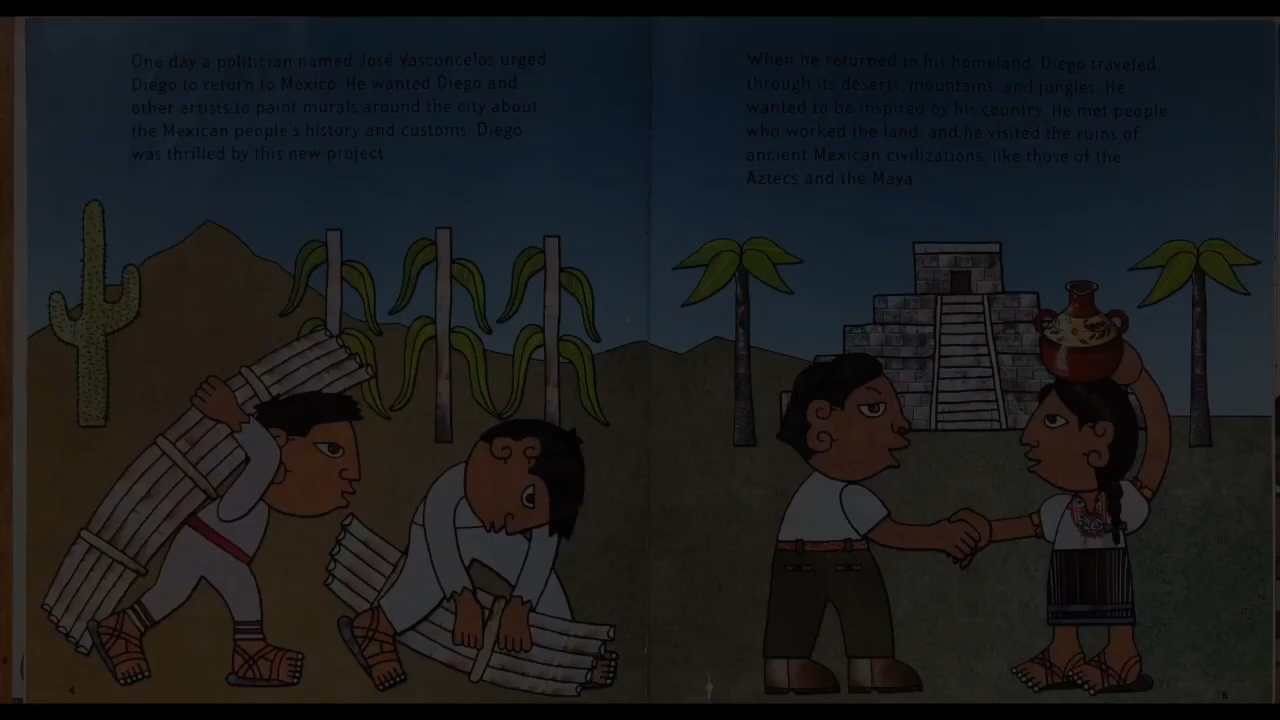 One day a politician named José Vasconcelos urged
Diego to return to Mexico. He wanted Diego and
other artists to paint murals around the city about
the Mexican people's history and customs. Diego
was thrilled by this new project.
When he returned to his homeland, Diego traveled
through its deserts, mountains, and jungles. He
wanted to be inspired by his country. He met people
who worked the land, and he visited the ruins of
ancient Mexican civilizations, like those of the
Aztecs and the Maya.
4